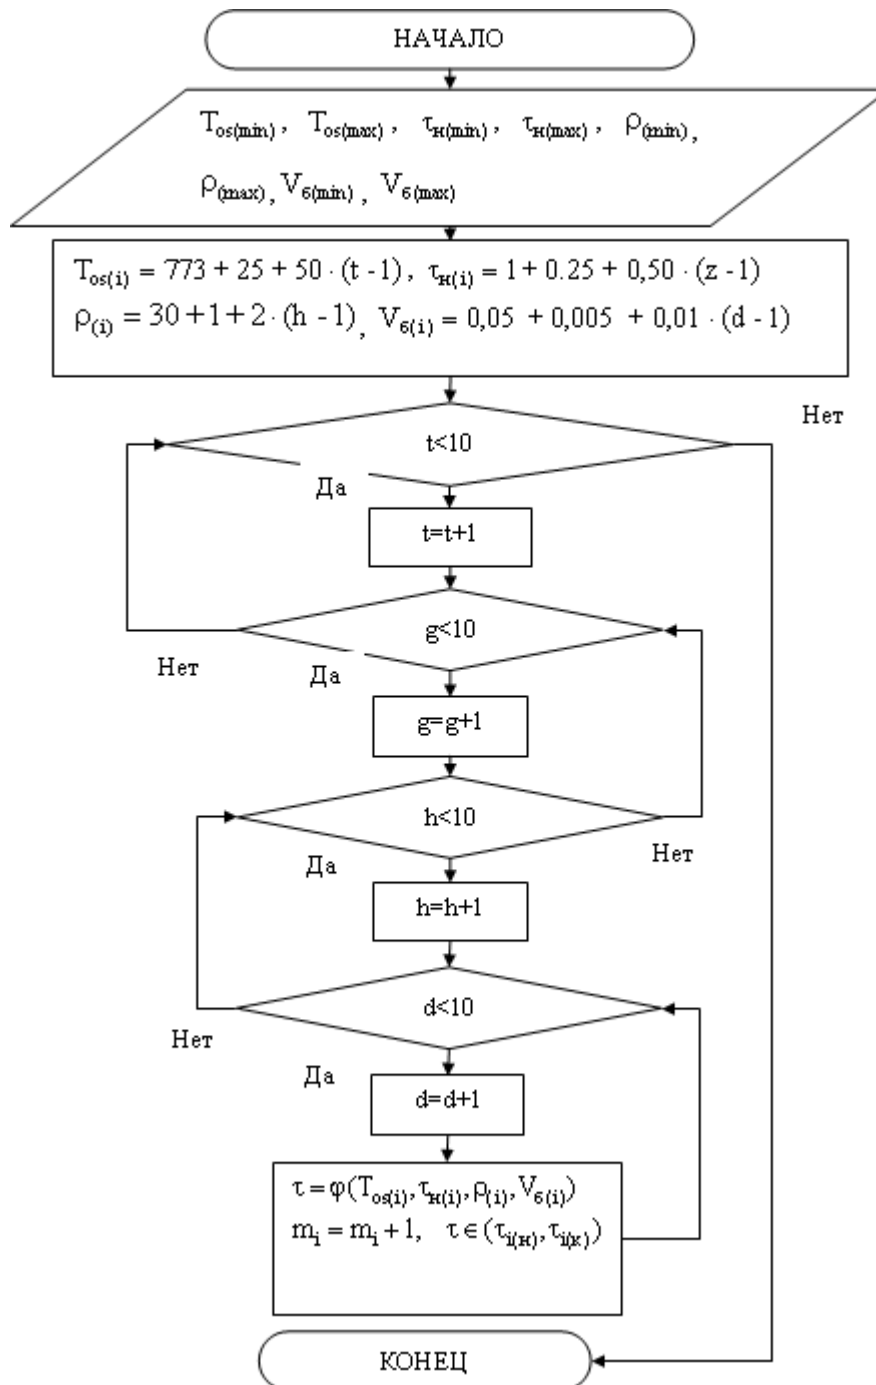 НАЧАЛО
T_os(min), T_os(max), τ_н(min), τ_н(max), ρ_(min),
ρ_(max), V_б(min), V_б(max)
T_os(i) = 773 + 25 + 50 · (t - 1), τ_н(i) = 1 + 0.25 + 0,50 · (z - 1)
ρ_(i) = 30 + 1 + 2 · (h - 1), V_б(i) = 0,05 + 0,005 + 0,01 · (d - 1)
Нет
t<10
Да
t=t+1
g<10
Нет
Да
g=g+1
h<10
Да
Нет
h=h+1
d<10
Нет
Да
d=d+1
τ = φ(T_os(i), τ_н(i), ρ_(i), V_б(i))
m_i = m_i + 1, τ ∈ (τ_i(н), τ_i(к))
КОНЕЦ